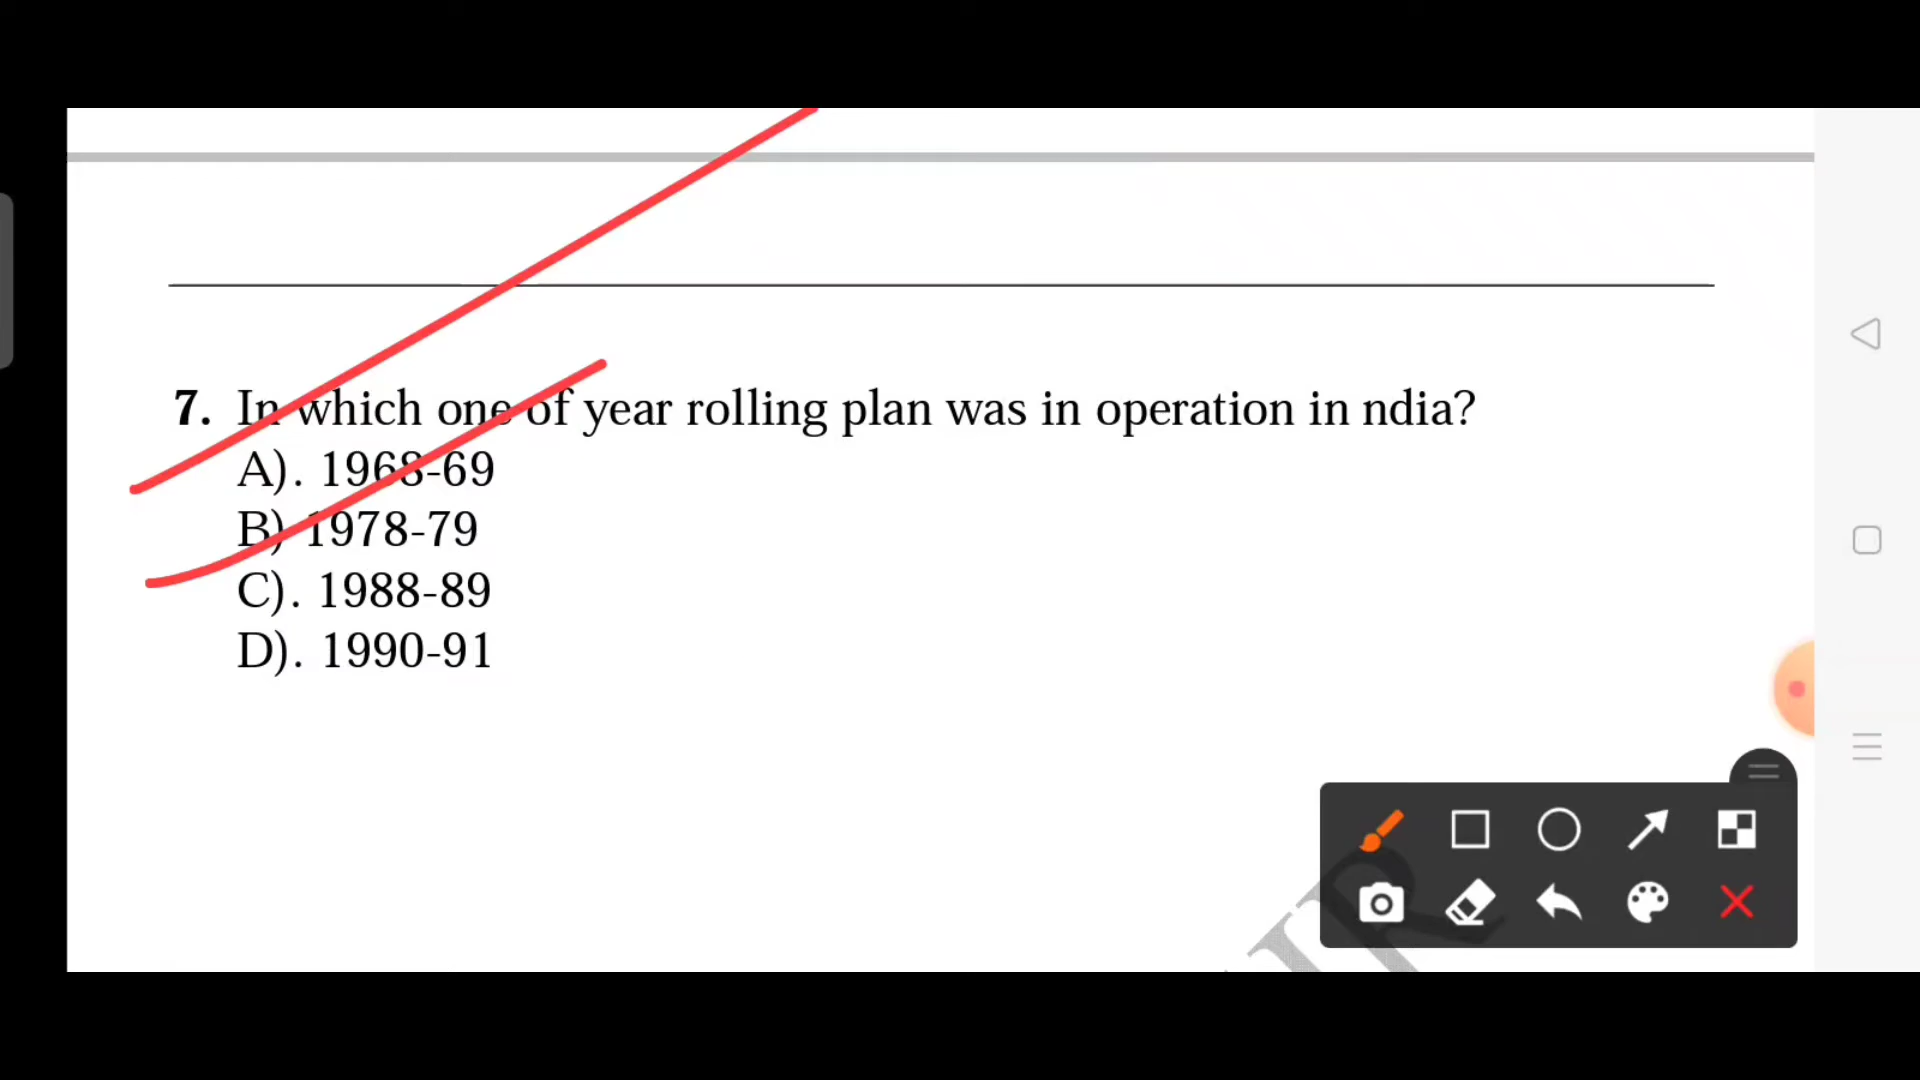 7. In which one of year rolling plan was in operation in ndia?
A). 1968-69
B) 1978-79
C). 1988-89
D). 1990-91